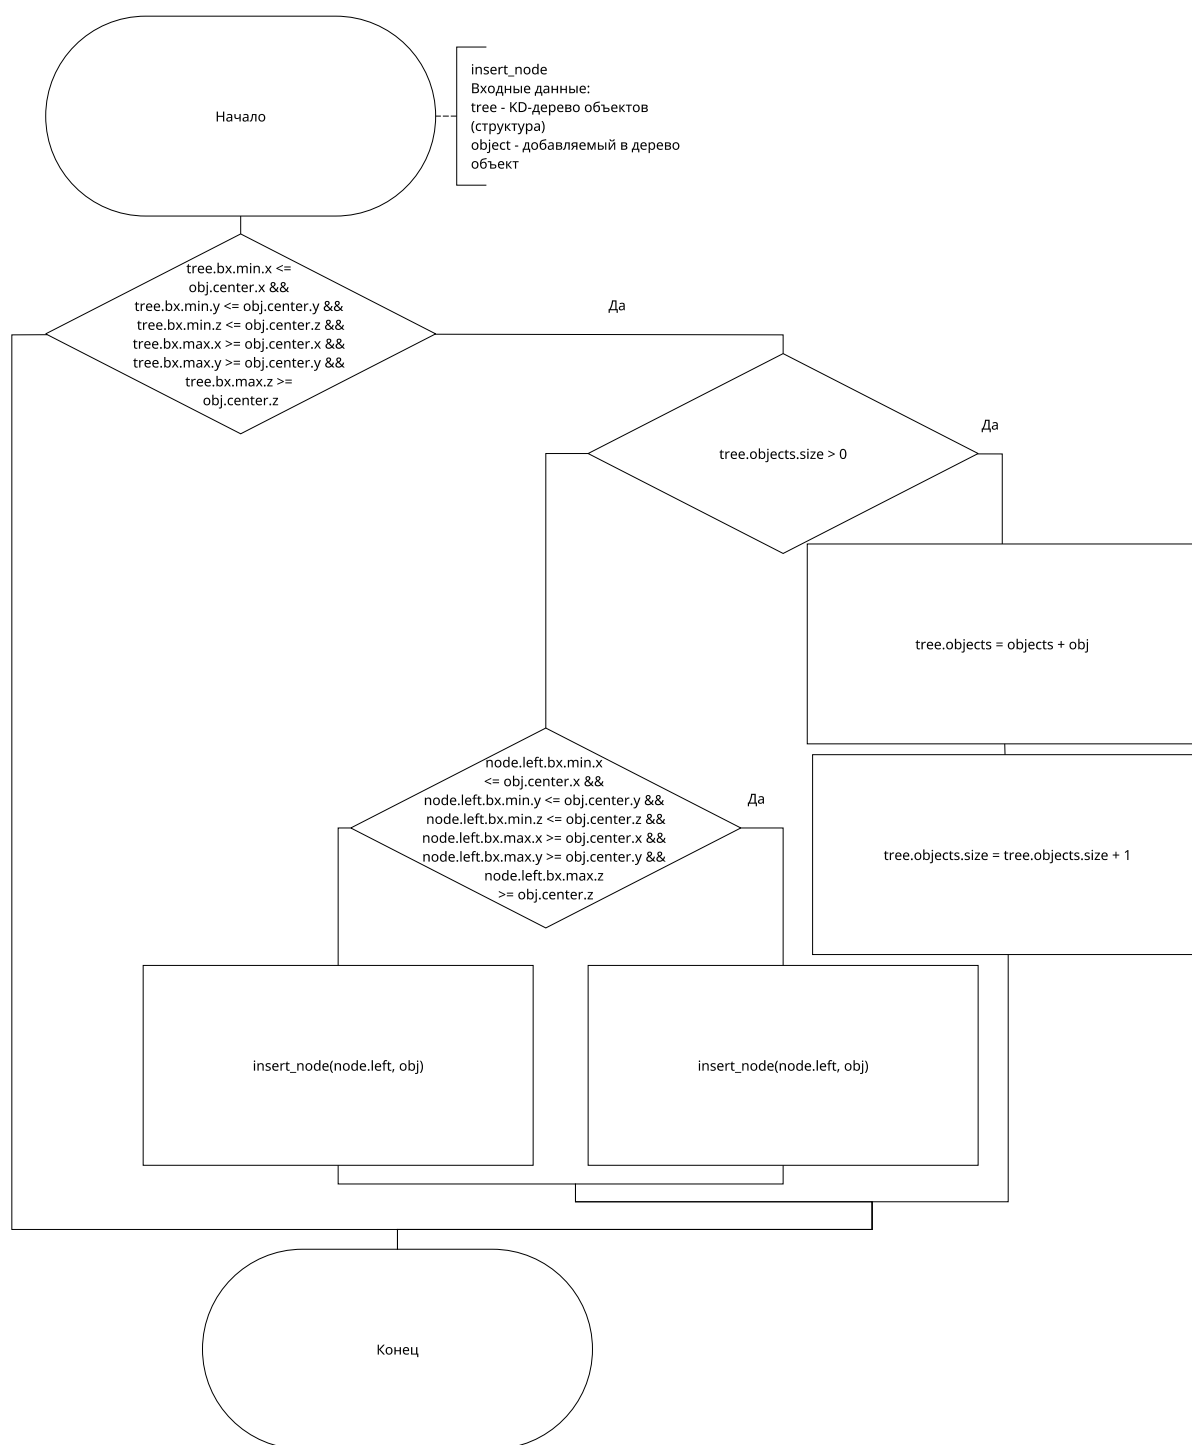 Начало
insert_node
Входные данные:
tree - KD-дерево объектов
(структура)
object - добавляемый в дерево
объект
tree.bx.min.x <=
obj.center.x &&
tree.bx.min.y <= obj.center.y &&
tree.bx.min.z <= obj.center.z &&
tree.bx.max.x >= obj.center.x &&
tree.bx.max.y >= obj.center.y &&
tree.bx.max.z >=
obj.center.z
Да
tree.objects.size > 0
Да
tree.objects = objects + obj
node.left.bx.min.x
<= obj.center.x &&
node.left.bx.min.y <= obj.center.y &&
node.left.bx.min.z <= obj.center.z &&
node.left.bx.max.x >= obj.center.x &&
node.left.bx.max.y >= obj.center.y &&
node.left.bx.max.z
>= obj.center.z
Да
tree.objects.size = tree.objects.size + 1
insert_node(node.left, obj)
insert_node(node.left, obj)
Конец